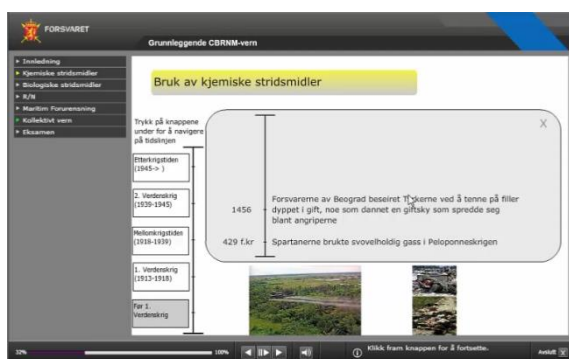 FORSVARET
Grunnleggende CBRNM-vern
Innledning
Kjemiske stridsmidler
Biologiske stridsmidler
R/N
Maritim Forurensning
Kollektivt vern
Eksamen
Bruk av kjemiske stridsmidler
Trykk på knappene
under for å navigere
på tidslinjen
Etterkrigstiden
(1945-> )
2. Verdenskrig
(1939-1945)
Mellomkrigstiden
(1918-1939)
1. Verdenskrig
(1913-1918)
Før 1.
Verdenskrig
X
1456
Forsvarerne av Beograd beseiret Tyrkerne ved å tenne på filler
dyppet i gift, noe som dannet en giftsky som spredde seg
blant angriperne
429 f.kr
Spartanerne brukte svovelholdig gass i Peloponneskrigen
32%
100%
Klikk fram knappen for å fortsette.
Avslutt X